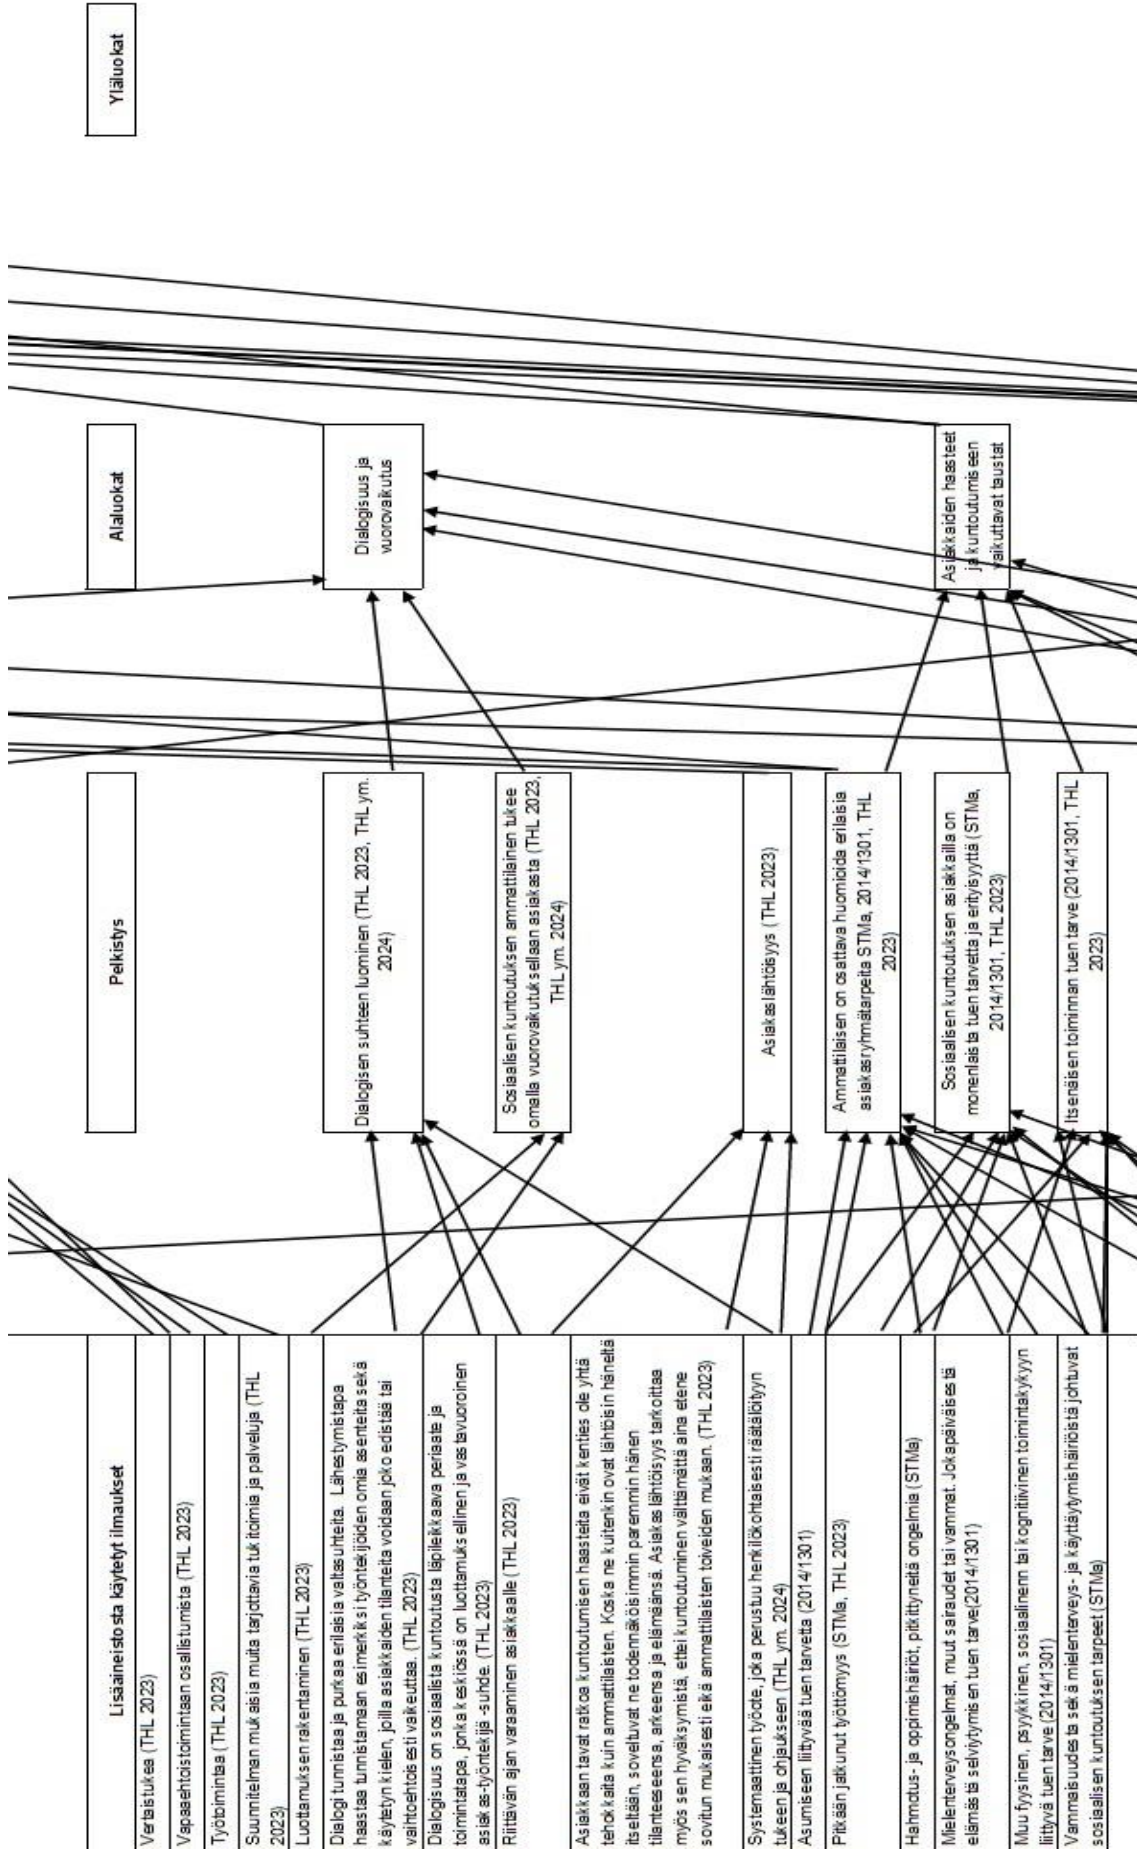 Lisääaineistosta käytetyt ilmaukset
Vertaistukea (THL 2023)
Vapaaehtoistoimintaan osallistumista (THL 2023)
Työtoimintaa (THL 2023)
Suunnitelman mukaisia muita tarjottavia tukitoimia ja palveluja (THL
2023)
Luottamuksen rakentaminen (THL 2023)
Dialogi tunnistaa ja purkaa erilaisia valtasuhteita. Lähestymistapa
haastaa tunnistamaan esimerkiksi työntekijöiden omia asenteita sekä
käytetyn kielen, joilla asiakkaiden tilanteita voidaan joko edistää tai
vaihtoehtoisesti vaikeuttaa. (THL 2023)
Dialogisuus on sosiaalista kuntoutusta läpileikkaava periaate ja
toimintatapa, jonka keskiössä on luottamuksellinen ja vastavuoroinen
asiakas-työntekijä -suhde. (THL 2023)
Riittävän ajan varaaminen asiakkaalle (THL 2023)
Asiakkaan tavat ratkoa kuntoutumisen haasteita eivät kenties ole yhtä
tehokkaita kuin ammattilaisten. Koska ne kuitenkin ovat lähtöisin häneltä
itseltään, soveltuvat ne todennäköisimmin paremmin hänen
tilanteeseensa, arkeensa ja elämäänsä. Asiakaslähtöisyys tarkoittaa
myös sen hyväksymistä, ettei kuntoutuminen välttämättä aina etene
sovitun mukaisesti eikä ammattilaisten toiveiden mukaan. (THL 2023)
Systemaattinen työote, joka perustuu henkilökohtaisesti räätälöityyn
tukeen ja ohjaukseen (THL ym. 2024)
Asumiseen liittyvää tuen tarvetta (2014/1301)
Pitkään jatkunut työttömyys (STMa, THL 2023)
Hahmotus- ja oppimishäiriöt, pitkittyneitä ongelmia (STMa)
Mielenterveysongelmat, muut sairaudet tai vammat. Jokapäiväisestä
elämästä selviytymisen tuen tarve(2014/1301)
Muu fyysinen, psyykkinen, sosiaalinenn tai kognitiivinen toimintakykyyn
liittyvä tuen tarve (2014/1301)
Vammaisuudesta sekä mielenterveys- ja käyttäytymishäiriöistä johtuvat
sosiaalisen kuntoutuksen tarpeet (STMa)
Pelkistys
Dialogisen suhteen luominen (THL 2023, THL ym.
2024)
Sosiaalisen kuntoutuksen ammattilainen tukee
omalla vuorovaikutuksellaan asiakasta (THL 2023,
THL ym. 2024)
Asiakaslähtöisyys (THL 2023)
Ammattilaisen on osattava huomioida erilaisia
asiakasryhmätarpeita STMa, 2014/1301, THL
2023)
Sosiaalisen kuntoutuksen asiakkailla on
monenlaista tuen tarvetta ja erityisyyttä (STMa,
2014/1301, THL 2023)
Itsenäisen toiminnan tuen tarve (2014/1301, THL
2023)
Alaluokat
Dialogisuus ja
vuorovaikutus
Asiakkaiden haasteet
ja kuntoutumiseen
vaikuttavat taustat
Yläluokat